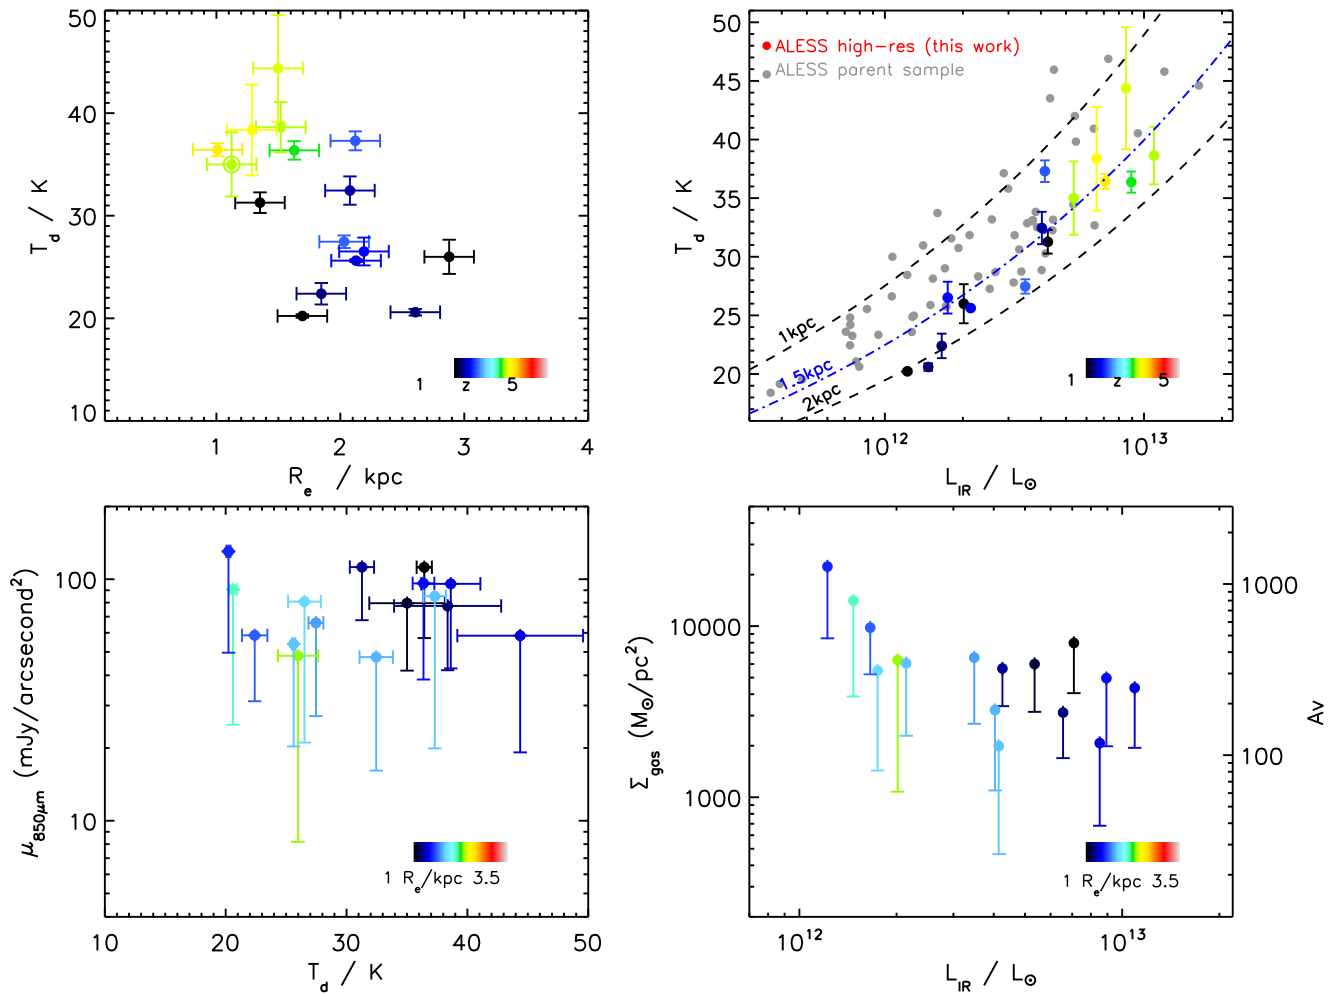 50
40
30
20
10
T_d / K
1 z 5
1 2 3 4
R_e / kpc
50
45
40
35
30
25
20
T_d / K
ALESS high-res (this work)
ALESS parent sample
1kpc
1.5kpc
2kpc
1 z 5
10^12 10^13
L_IR / L_⊙
100
10
μ_850μm (mJy/arcsecond^2)
1 R_e/kpc 3.5
10 20 30 40 50
T_d / K
10000
1000
Σ_gas (M_⊙/pc^2)
1000
100
Av
1 R_e/kpc 3.5
10^12 10^13
L_IR / L_⊙